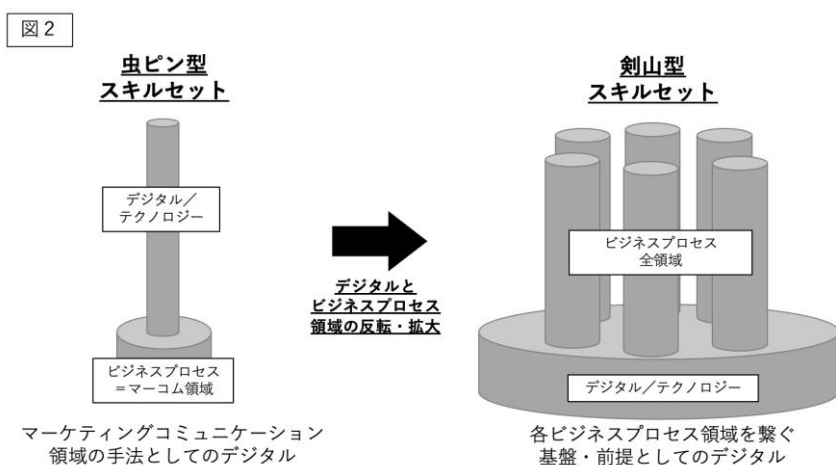 図2
虫ピン型
スキルセット
デジタル／
テクノロジー
ビジネスプロセス
＝マーコム領域
マーケティングコミュニケーション
領域の手法としてのデジタル
デジタルと
ビジネスプロセス
領域の反転・拡大
剣山型
スキルセット
ビジネスプロセス
全領域
デジタル／テクノロジー
各ビジネスプロセス領域を繋ぐ
基盤・前提としてのデジタル